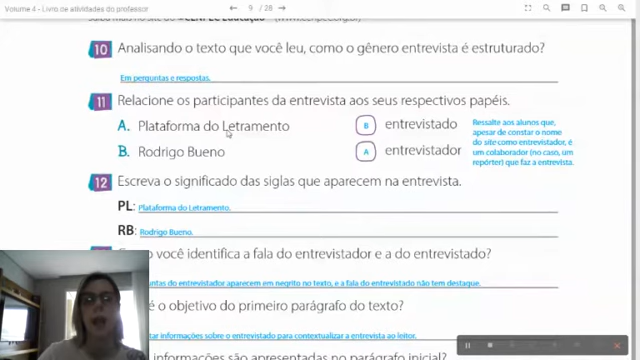 Volume 4 - Livro de atividades do professor
9 / 28
10 Analisando o texto que você leu, como o gênero entrevista é estruturado?
Em perguntas e respostas.
11 Relacione os participantes da entrevista aos seus respectivos papéis.
A. Plataforma do Letramento
B entrevistado
B. Rodrigo Bueno
A entrevistador
Ressalte aos alunos que,
apesar de constar o nome
do site como entrevistador, é
um colaborador (no caso, um
repórter) que faz a entrevista.
12 Escreva o significado das siglas que aparecem na entrevista.
PL: Plataforma do Letramento.
RB: Rodrigo Bueno.
você identifica a fala do entrevistador e a do entrevistado?
do entrevistador aparecem em negrito no texto, e a fala do entrevistado não tem destaque.
é o objetivo do primeiro parágrafo do texto?
informações sobre o entrevistado para contextualizar a entrevista ao leitor.
informações são apresentadas no parágrafo inicial?